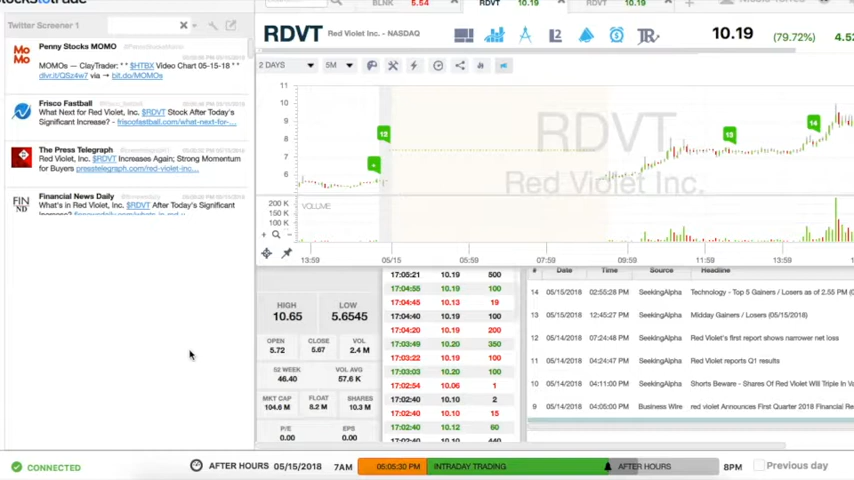 RDVT 10.19
BLNK 5.54
RDVT 10.19
Twitter Screener 1
Penny Stocks MOMO
MOMOs — ClayTrader: * * $HTBX Video Chart 05-15-18 * *
divr.it/QSz4w7 via → bit.do/MOMOs
Frisco Fastball
What Next for Red Violet, Inc. $RDVT Stock After Today's
Significant Increase? - friscofastball.com/what-next-for-...
The Press Telegraph
Red Violet, Inc. $RDVT Increases Again; Strong Momentum
for Buyers presstelegraph.com/red-violet-inc...
FIN
ND
Financial News Daily
What's in Red Violet, Inc. $RDVT After Today's Significant
RDVT Red Violet Inc. - NASDAQ
L2
10.19 (79.72%) 4.52
2 DAYS 5M
RDVT
Red Violet Inc.
11
10
9
8
7
6
12
13
14
VOLUME
200 K
100 K
13:59 05/15 05:59 07:59 09:59 11:59 13:59
HIGH LOW
10.65 5.6545
OPEN CLOSE VOL
5.72 5.67 2.4 M
52 WEEK VOL AVG
46.40 57.6 K
MKT CAP FLOAT SHARES
104.6 M 8.2 M 10.3 M
P/E EPS
0.00 0.00
17:05:21 10.19 500
17:04:55 10.19 100
17:04:45 10.13 19
17:04:40 10.19 100
17:04:20 10.19 200
17:03:49 10.20 350
17:03:22 10.19 100
17:03:03 10.20 100
17:02:54 10.06 1
17:02:40 10.10 2
17:02:40 10.10 15
17:02:40 10.12 60
17:02:40 10.11 440
# Date Time Source Headline
14 05/15/2018 02:55:28 PM SeekingAlpha Technology - Top 5 Gainers / Losers as of 2.55 PM
13 05/15/2018 12:45:27 PM SeekingAlpha Midday Gainers / Losers (05/15/2018)
12 05/14/2018 07:24:48 PM SeekingAlpha Red Violet's first report shows narrower net loss
11 05/14/2018 04:24:47 PM SeekingAlpha Red Violet reports Q1 results
10 05/14/2018 04:11:00 PM SeekingAlpha Shorts Beware - Shares Of Red Violet Will Triple In
9 05/14/2018 04:05:00 PM Business Wire red violet Announces First Quarter 2018 Financial
CONNECTED
AFTER HOURS 05/15/2018 7AM 05:05:30 PM INTRADAY TRADING AFTER HOURS 8PM Previous day